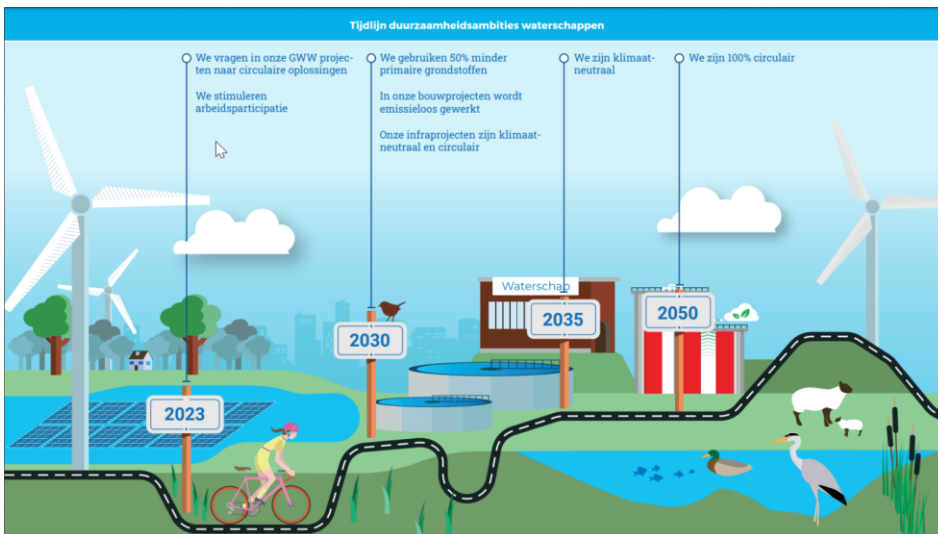 Tijdlijn duurzaamheidsambities waterschappen
We vragen in onze GWW projec-
ten naar circulaire oplossingen
We stimuleren
arbeidsparticipatie
We gebruiken 50% minder
primaire grondstoffen
In onze bouwprojecten wordt
emissieloos gewerkt
Onze infraprojecten zijn klimaat-
neutraal en circulair
We zijn klimaat-
neutraal
We zijn 100% circulair
Waterschap
2023
2030
2035
2050